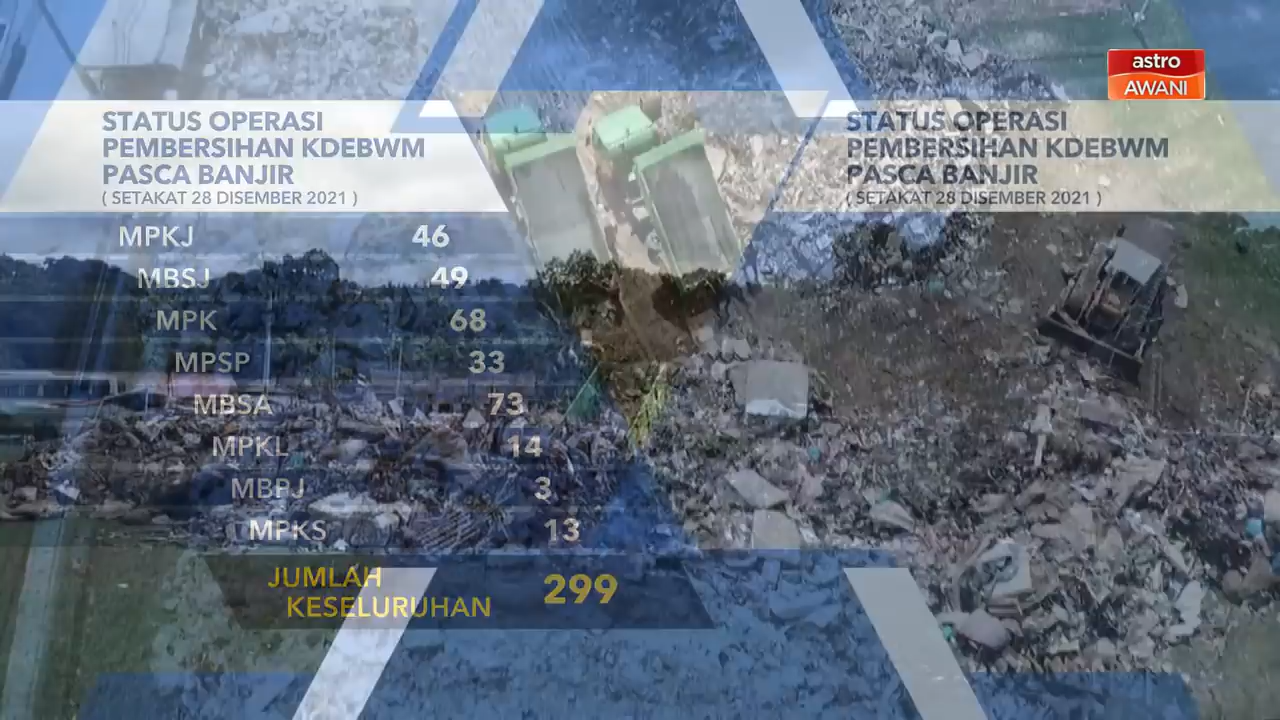 astro
AWANI
STATUS OPERASI
PEMBERSIHAN KDEBWM
PASCA BANJIR
( SETAKAT 28 DISEMBER 2021 )
MPKJ 46
MBSJ 49
MPK 68
MPSP 33
MBSA 73
MPKL 14
MBPJ 3
MPKS 13
JUMLAH
KESELURUHAN 299
STATUS OPERASI
PEMBERSIHAN KDEBWM
PASCA BANJIR
( SETAKAT 28 DISEMBER 2021 )